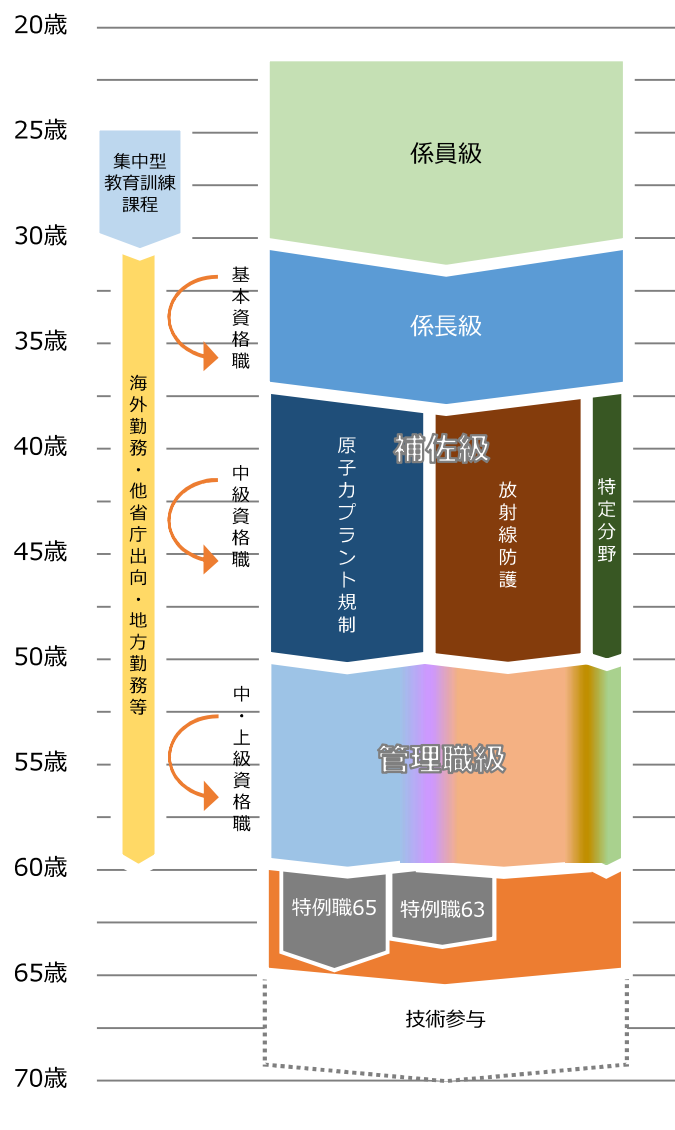 20歳
25歳
30歳
35歳
40歳
45歳
50歳
55歳
60歳
65歳
70歳
集中型
教育訓練
課程
海外勤務・他省庁出向・地方勤務等
基本資格職
中級資格職
中・上級資格職
係員級
係長級
補佐級
原子力プラント規制
放射線防護
特定分野
管理職級
特例職65
特例職63
技術参与